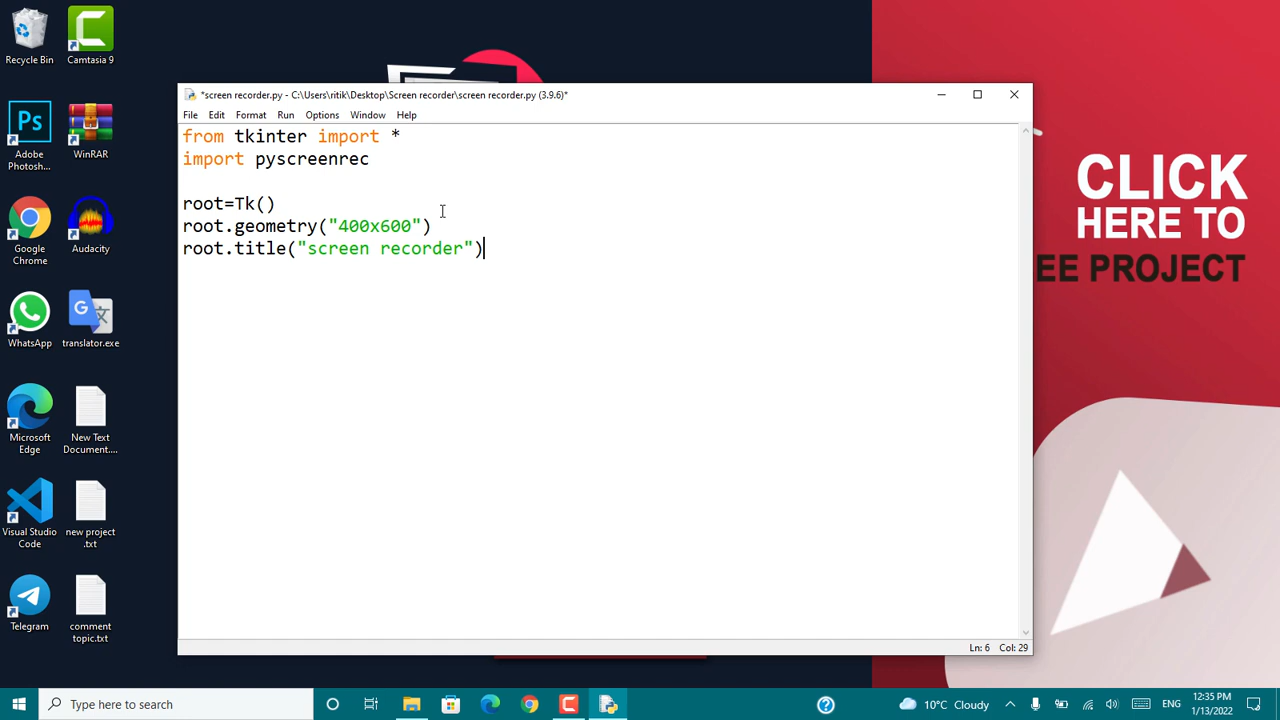 Recycle Bin
Camtasia 9
Ps
Adobe
Photosh...
WinRAR
Google
Chrome
Audacity
WhatsApp
G
文
translator.exe
Microsoft
Edge
New Text
Document....
Visual Studio
Code
new project
.txt
Telegram
comment
topic.txt
*screen recorder.py - C:\Users\ritik\Desktop\Screen recorder\screen recorder.py (3.9.6)*
File Edit Format Run Options Window Help
from tkinter import *
import pyscreenrec
root=Tk()
root.geometry("400x600")
root.title("screen recorder")
Ln: 6 Col: 29
CLICK
HERE TO
EE PROJECT
Type here to search
10°C Cloudy
ENG
12:35 PM
1/13/2022